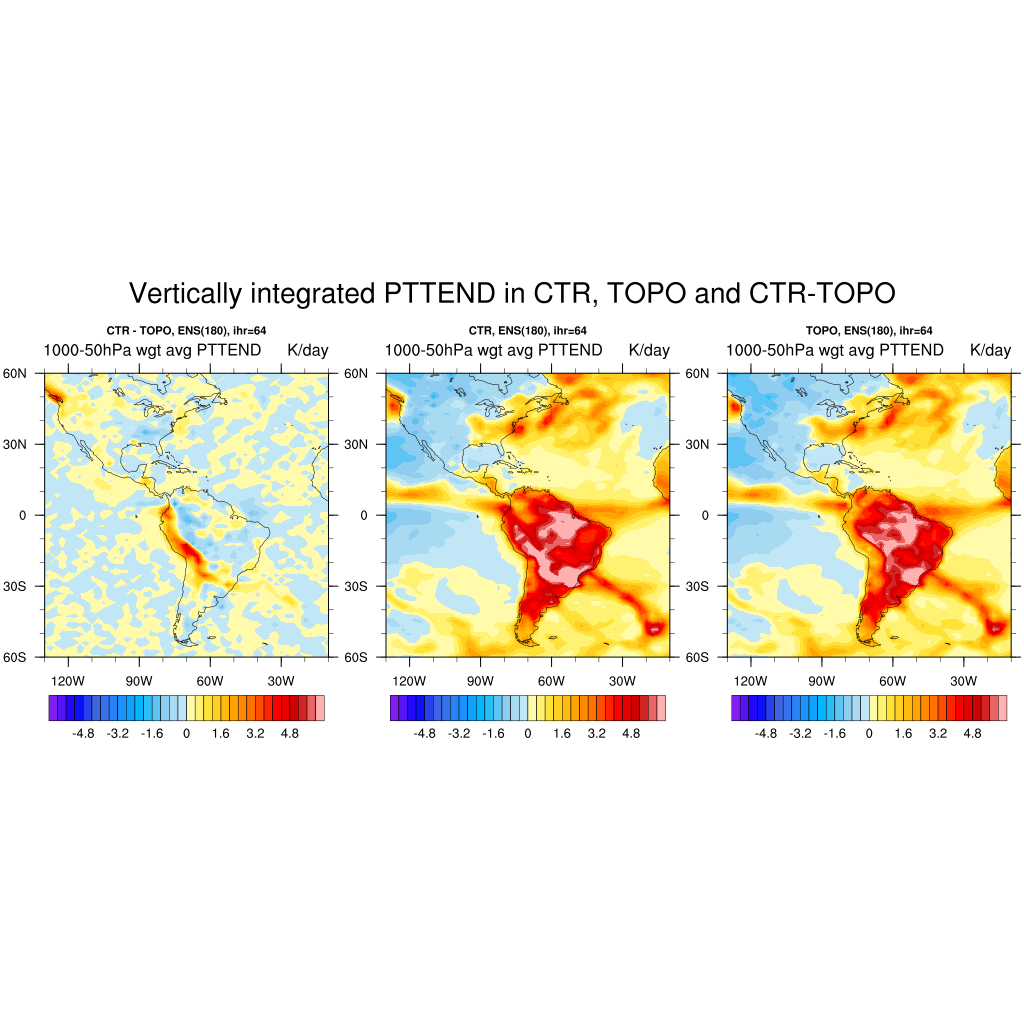 Vertically integrated PTTEND in CTR, TOPO and CTR-TOPO
CTR - TOPO, ENS(180), ihr=64
1000-50hPa wgt avg PTTEND K/day
60N
30N
0
30S
60S
120W 90W 60W 30W
-4.8 -3.2 -1.6 0 1.6 3.2 4.8
CTR, ENS(180), ihr=64
1000-50hPa wgt avg PTTEND K/day
60N
30N
0
30S
60S
120W 90W 60W 30W
-4.8 -3.2 -1.6 0 1.6 3.2 4.8
TOPO, ENS(180), ihr=64
1000-50hPa wgt avg PTTEND K/day
60N
30N
0
30S
60S
120W 90W 60W 30W
-4.8 -3.2 -1.6 0 1.6 3.2 4.8